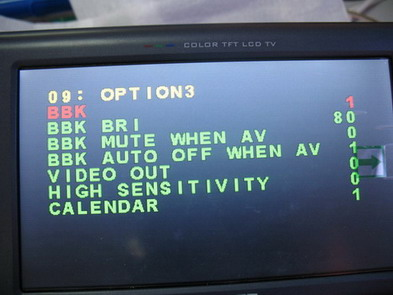 COLOR TFT LCD TV
09: OPTION3
BBK 1
BBK BRI 80
BBK MUTE WHEN AV 0
BBK AUTO OFF WHEN AV 1
VIDEO OUT 0
HIGH SENSITIVITY 0
CALENDAR 1